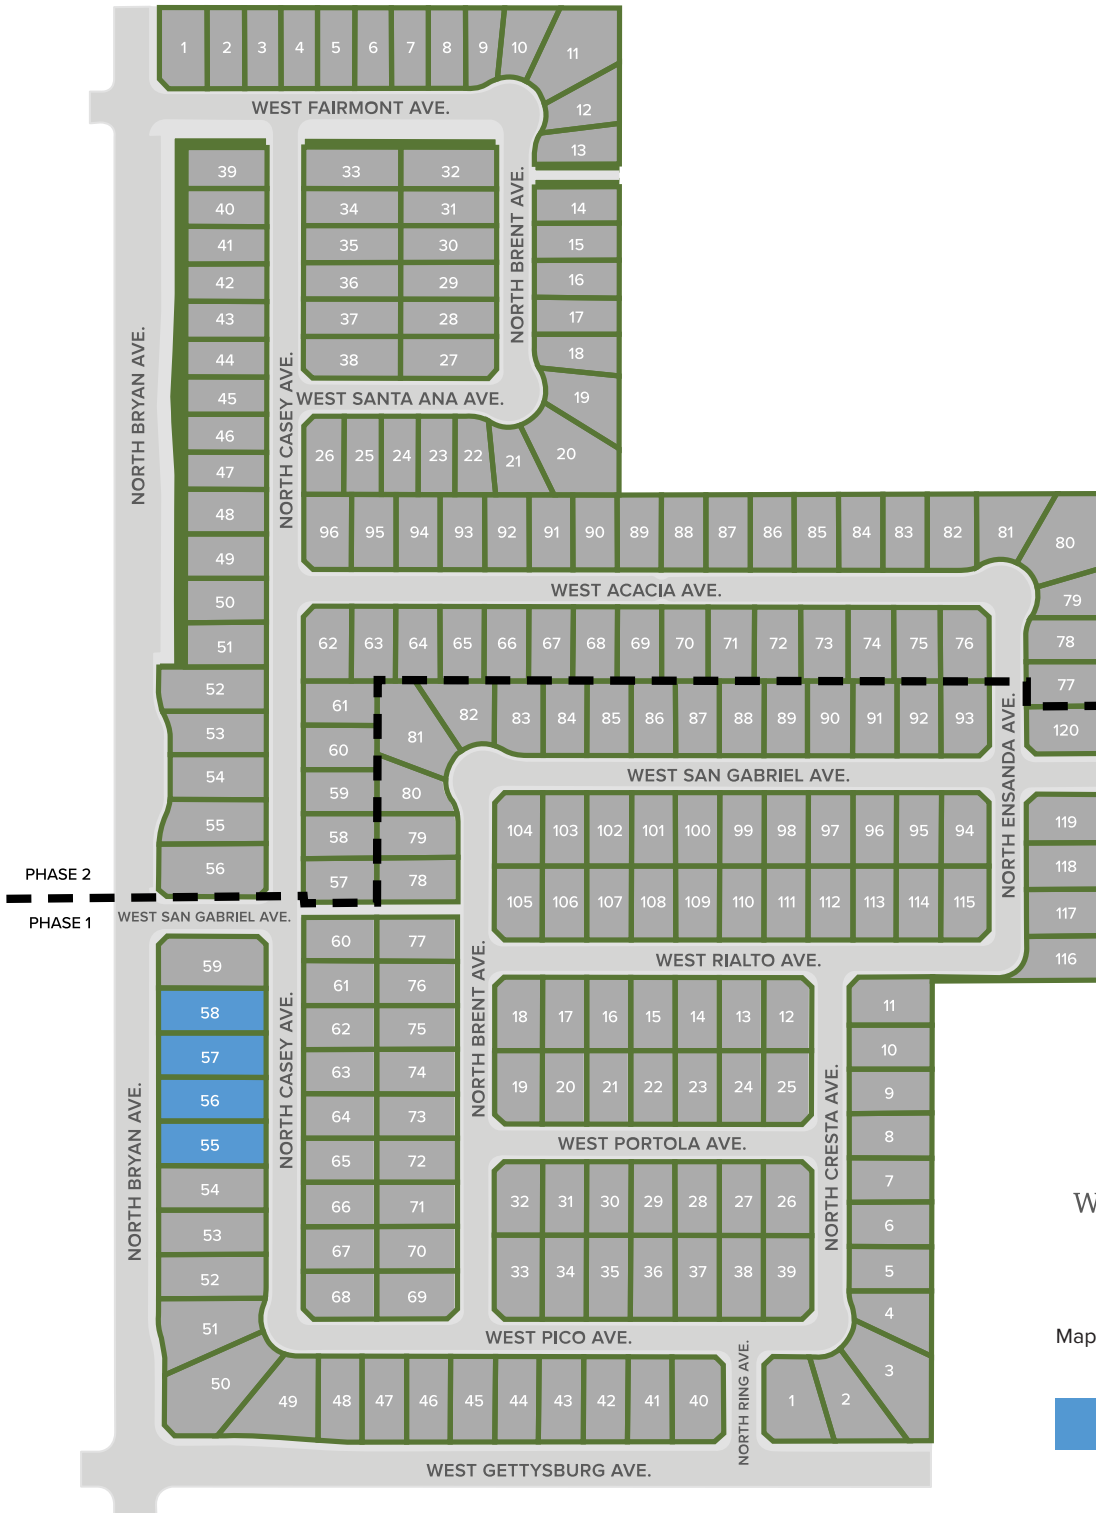 1 2 3 4 5 6 7 8 9 10 11
12
13
WEST FAIRMONT AVE.
39 33 32
40 34 31 14
41 35 30 15
42 36 29 16
43 37 28 17
44 38 27 18
45 19
46
47
48
49
50
51
NORTH BRYAN AVE.
NORTH CASEY AVE.
NORTH BRENT AVE.
WEST SANTA ANA AVE.
26 25 24 23 22 21 20
96 95 94 93 92 91 90 89 88 87 86 85 84 83 82 81 80
79
78
77
WEST ACACIA AVE.
62 63 64 65 66 67 68 69 70 71 72 73 74 75 76
52 61
53 60
54 59
55 58
56 57
81 82 83 84 85 86 87 88 89 90 91 92 93 120
80
79
78
WEST SAN GABRIEL AVE.
NORTH ENSANDA AVE.
104 103 102 101 100 99 98 97 96 95 94 119
118
105 106 107 108 109 110 111 112 113 114 115 117
116
PHASE 2
PHASE 1
WEST SAN GABRIEL AVE.
WEST RIALTO AVE.
59 60 77
58 61 76
57 62 75
56 63 74
55 64 73
54 65 72
53 66 71
52 67 70
51 68 69
NORTH BRYAN AVE.
NORTH CASEY AVE.
NORTH BRENT AVE.
18 17 16 15 14 13 12 11
10
19 20 21 22 23 24 25 9
8
WEST PORTOLA AVE.
NORTH CRESTA AVE.
7
32 31 30 29 28 27 26 6
33 34 35 36 37 38 39 5
4
3
W
WEST PICO AVE.
Map
50 49 48 47 46 45 44 43 42 41 40 1 2
NORTH RING AVE.
WEST GETTYSBURG AVE.